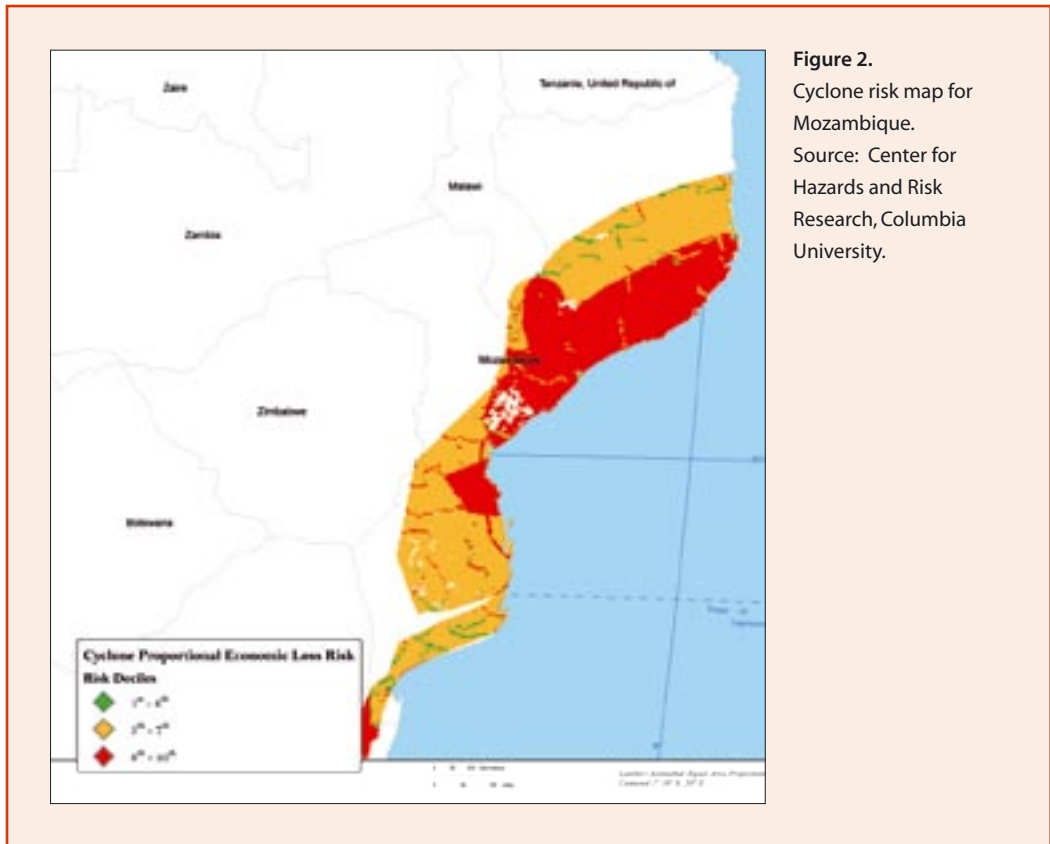 Figure 2.
Cyclone risk map for
Mozambique.
Source: Center for
Hazards and Risk
Research, Columbia
University.
Zaire
Tanzania, United Republic of
Malawi
Zambia
Zimbabwe
Botswana
Cyclone Proportional Economic Loss Risk
Risk Deciles